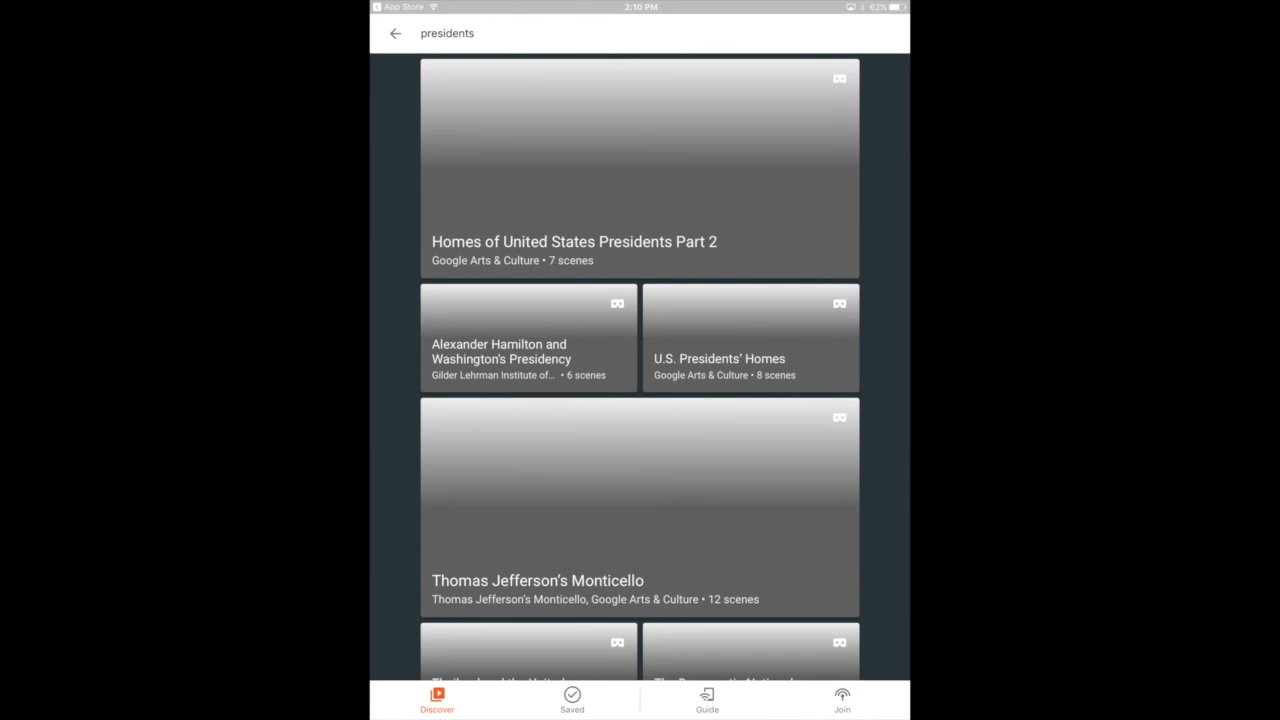 App Store 2:10 PM 62%
presidents
Homes of United States Presidents Part 2
Google Arts & Culture • 7 scenes
Alexander Hamilton and
Washington's Presidency
Gilder Lehrman Institute of... • 6 scenes
U.S. Presidents' Homes
Google Arts & Culture • 8 scenes
Thomas Jefferson's Monticello
Thomas Jefferson's Monticello, Google Arts & Culture • 12 scenes
Discover Saved Guide Join